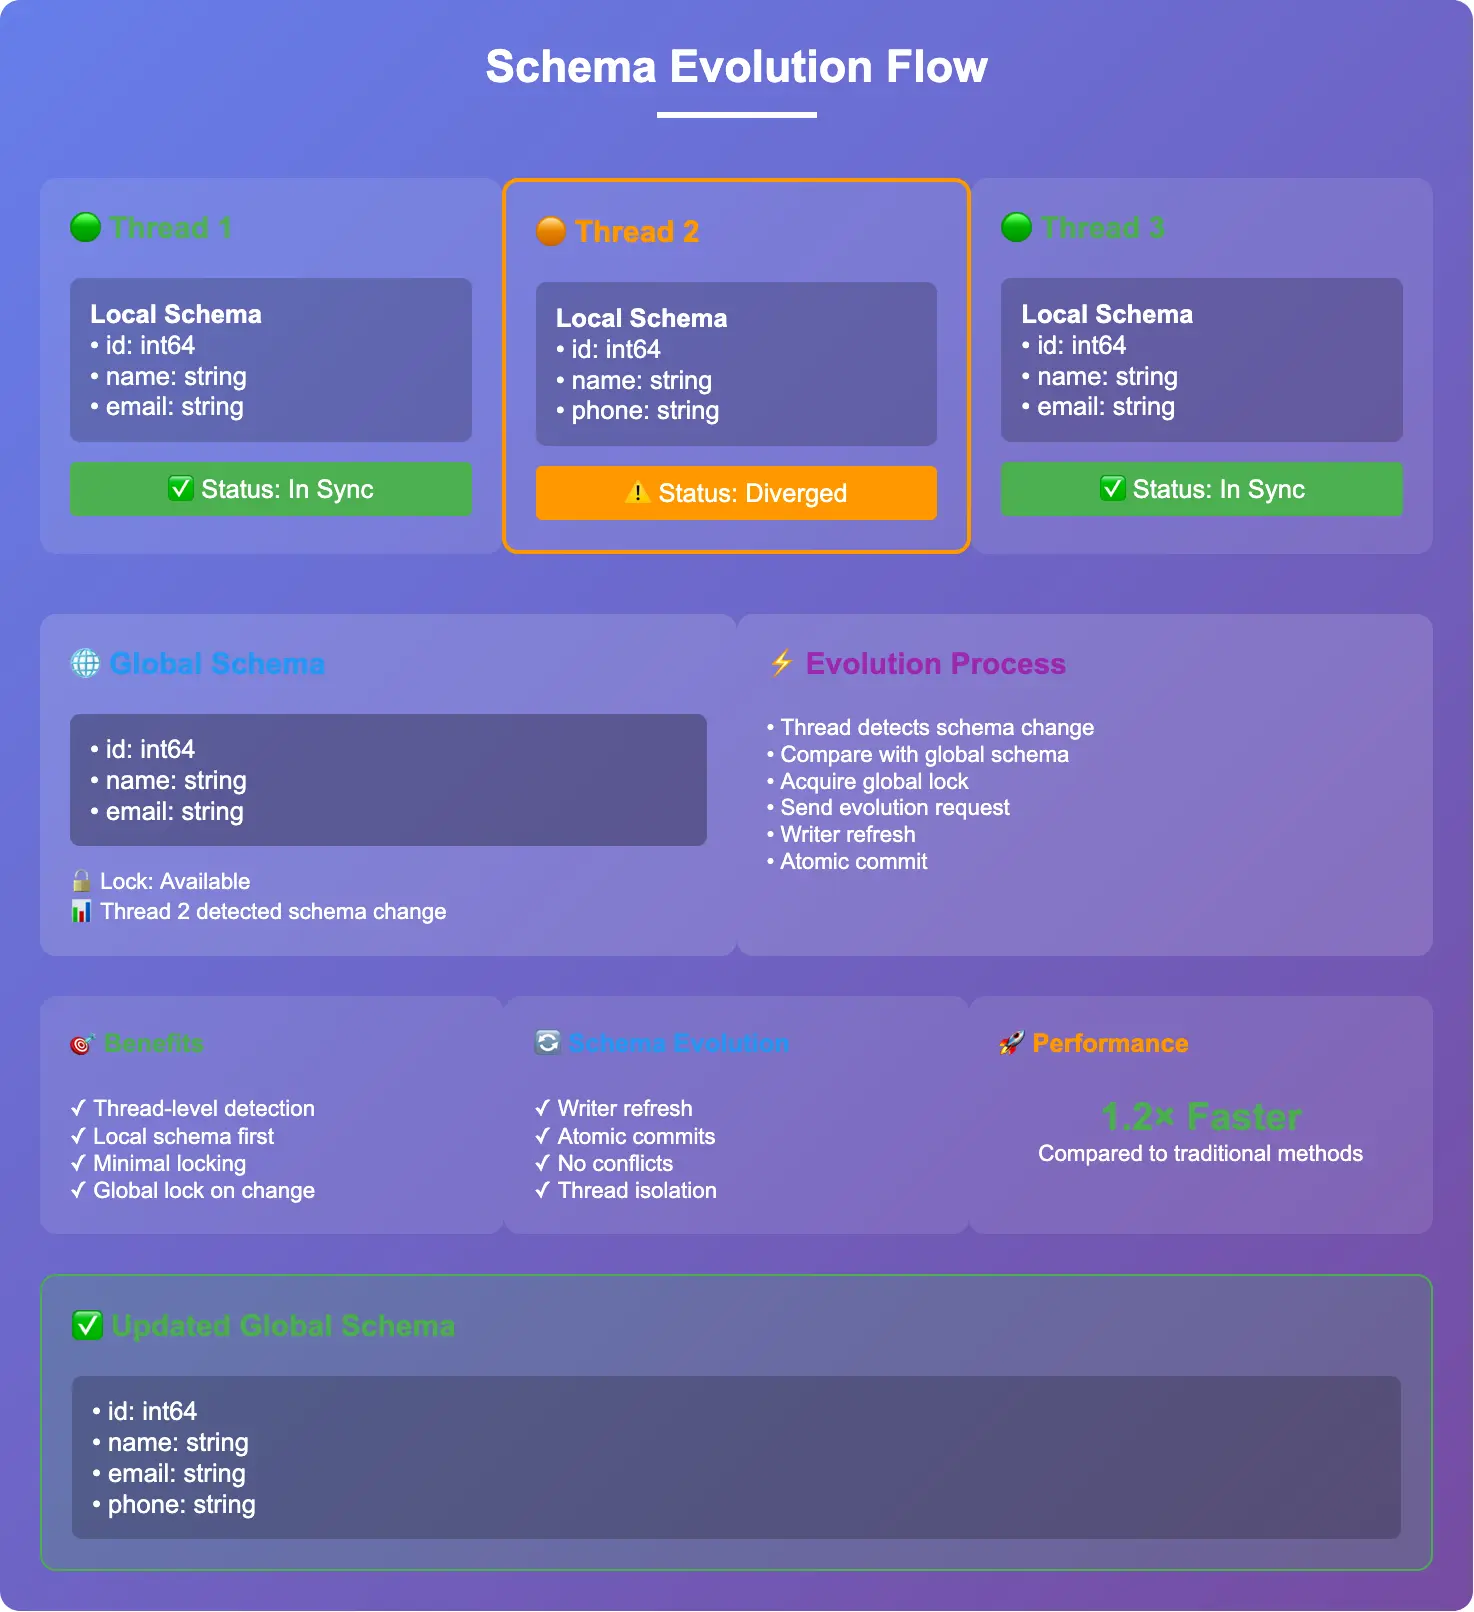 Schema Evolution Flow
Thread 1
Local Schema
• id: int64
• name: string
• email: string
Status: In Sync
Thread 2
Local Schema
• id: int64
• name: string
• phone: string
Status: Diverged
Thread 3
Local Schema
• id: int64
• name: string
• email: string
Status: In Sync
Global Schema
• id: int64
• name: string
• email: string
Lock: Available
Thread 2 detected schema change
Evolution Process
• Thread detects schema change
• Compare with global schema
• Acquire global lock
• Send evolution request
• Writer refresh
• Atomic commit
Benefits
✓ Thread-level detection
✓ Local schema first
✓ Minimal locking
✓ Global lock on change
Schema Evolution
✓ Writer refresh
✓ Atomic commits
✓ No conflicts
✓ Thread isolation
Performance
1.2× Faster
Compared to traditional methods
Updated Global Schema
• id: int64
• name: string
• email: string
• phone: string